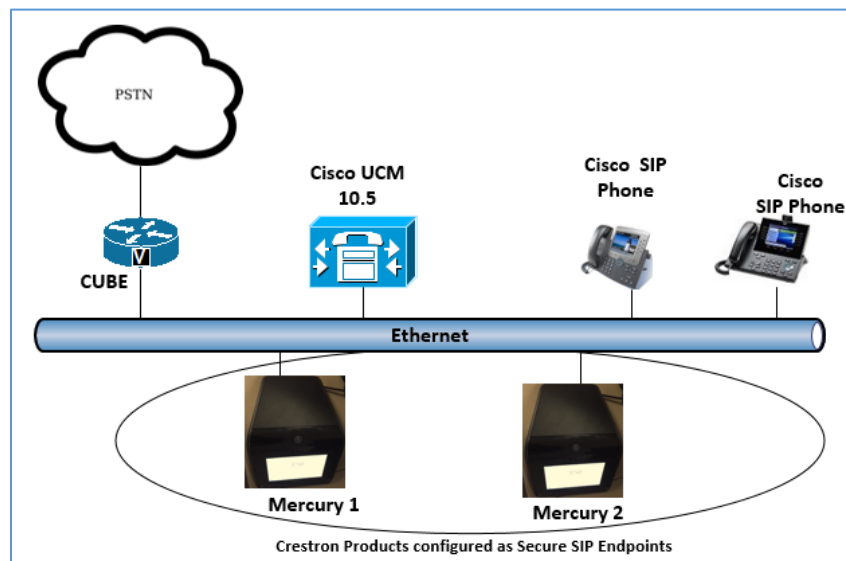 PSTN
Cisco UCM
10.5
Cisco SIP
Phone
Cisco
SIP Phone
V
CUBE
Ethernet
Mercury 1
Mercury 2
Crestron Products configured as Secure SIP Endpoints